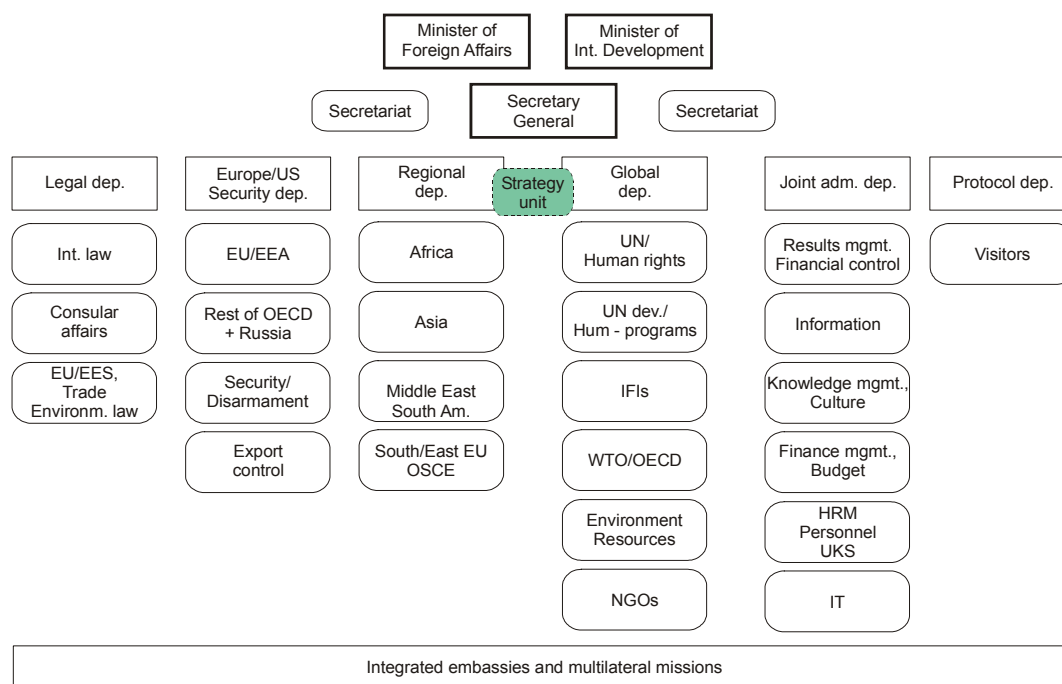 Minister of
Foreign Affairs
Minister of
Int. Development
Secretariat
Secretary
General
Secretariat
Legal dep.
Europe/US
Security dep.
Regional
dep.
Strategy
unit
Global
dep.
Joint adm. dep.
Protocol dep.
Int. law
EU/EEA
Africa
UN/
Human rights
Results mgmt.
Financial control
Visitors
Consular
affairs
Rest of OECD
+ Russia
Asia
UN dev./
Hum - programs
Information
EU/EES,
Trade
Environm. law
Security/
Disarmament
Middle East
South Am.
IFIs
Knowledge mgmt.,
Culture
Export
control
South/East EU
OSCE
WTO/OECD
Finance mgmt.,
Budget
Environment
Resources
HRM
Personnel
UKS
NGOs
IT
Integrated embassies and multilateral missions